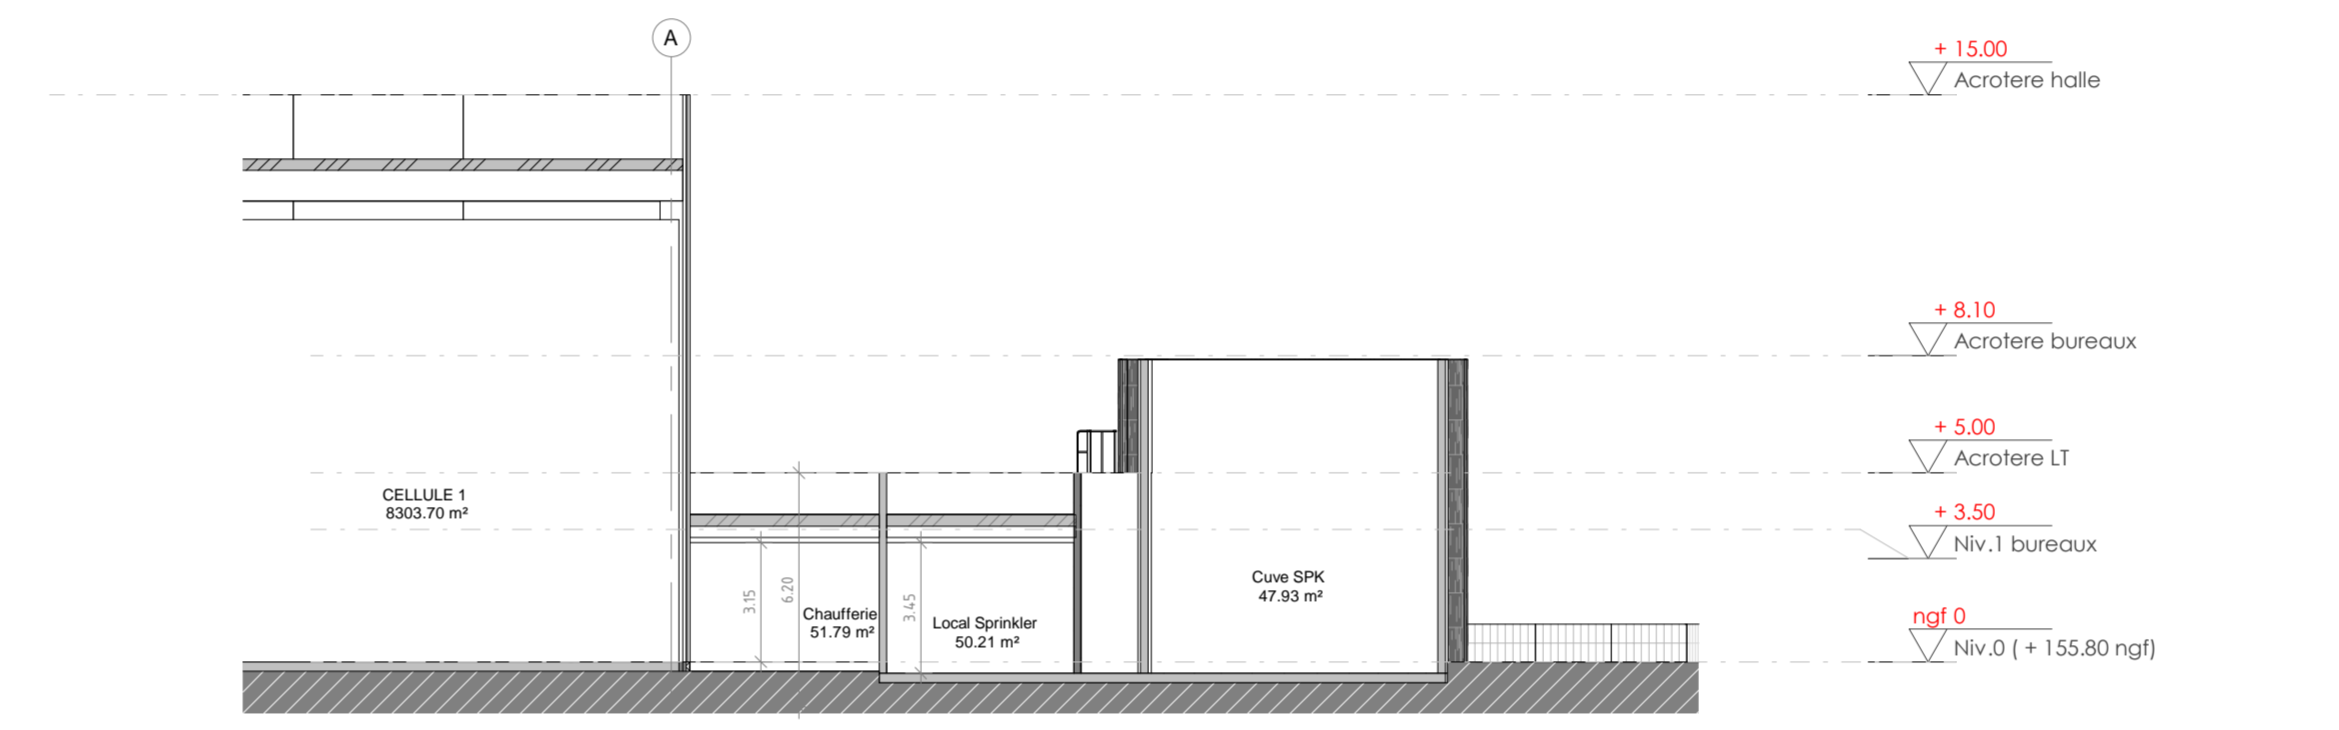 A
+ 15.00
Acrotere halle
+ 8.10
Acrotere bureaux
+ 5.00
Acrotere LT
CELLULE 1
8303.70 m²
+ 3.50
Niv.1 bureaux
Cuve SPK
47.93 m²
3.15
6.20
3.45
Chaufferie
51.79 m²
Local Sprinkler
50.21 m²
ngf 0
Niv.0 ( + 155.80 ngf)